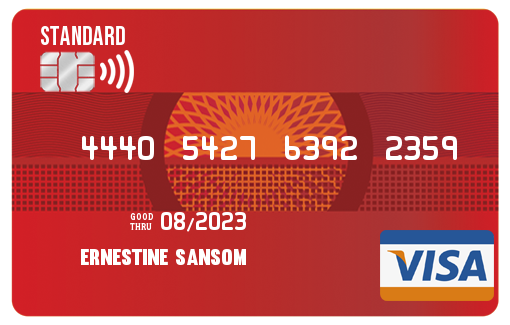 STANDARD
4440 5427 6392 2359
GOOD
THRU 08/2023
ERNESTINE SANSOM
VISA